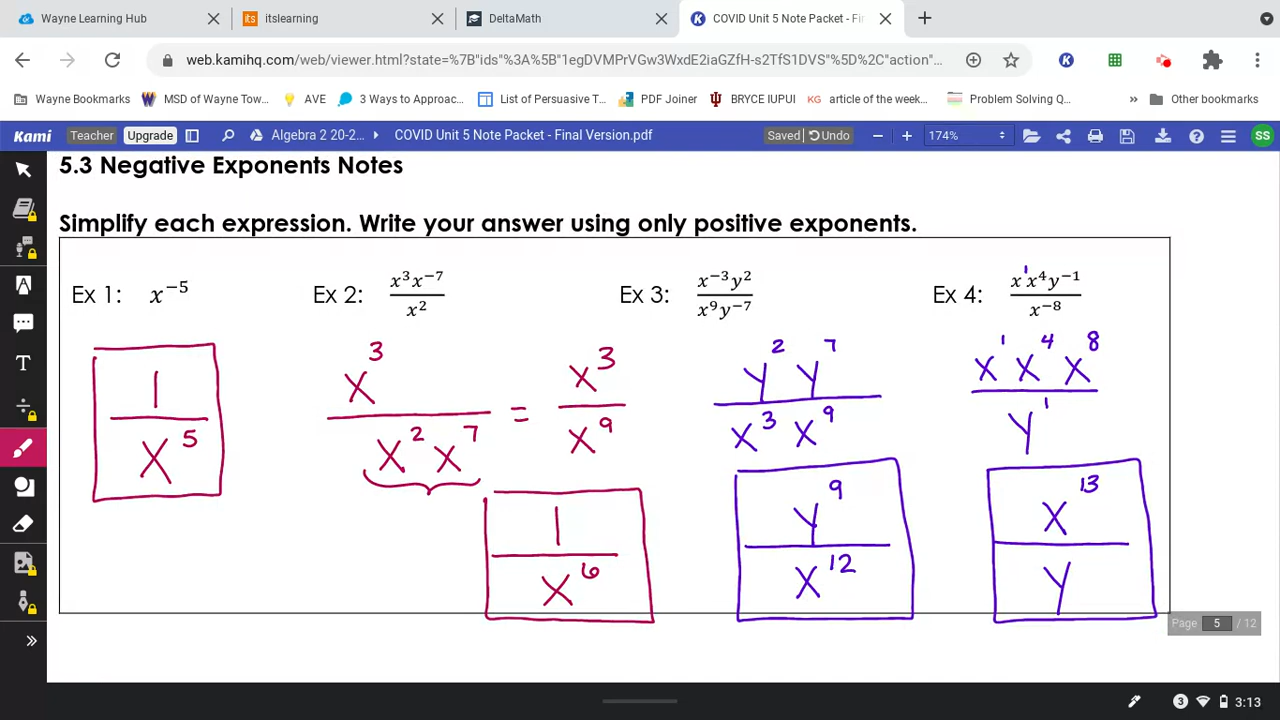 Wayne Learning Hub
its itslearning
DeltaMath
K COVID Unit 5 Note Packet - Fin
web.kamihq.com/web/viewer.html?state=%7B"ids"%3A%5B"1egDVMPrVGw3WxdE2iaGZfH-s2TfS1DVS"%5D%2C"action"...
Wayne Bookmarks MSD of Wayne Tow... AVE 3 Ways to Approac... List of Persuasive T... PDF Joiner BRYCE IUPUI KG article of the week... Problem Solving Q... » Other bookmarks
Kami Teacher Upgrade Algebra 2 20-2... COVID Unit 5 Note Packet - Final Version.pdf Saved Undo 174% SS
5.3 Negative Exponents Notes
Simplify each expression. Write your answer using only positive exponents.
Ex 1: x⁻⁵
1/X⁵
Ex 2: x³x⁻⁷/x²
X³/X²X⁷ = X³/X⁹
1/X⁶
Ex 3: x⁻³y²/x⁹y⁻⁷
Y²Y⁷/X³X⁹
Y⁹/X¹²
Ex 4: x¹x⁴y⁻¹/x⁻⁸
X¹X⁴X⁸/Y¹
X¹³/Y
Page 5 / 12
3 3:13